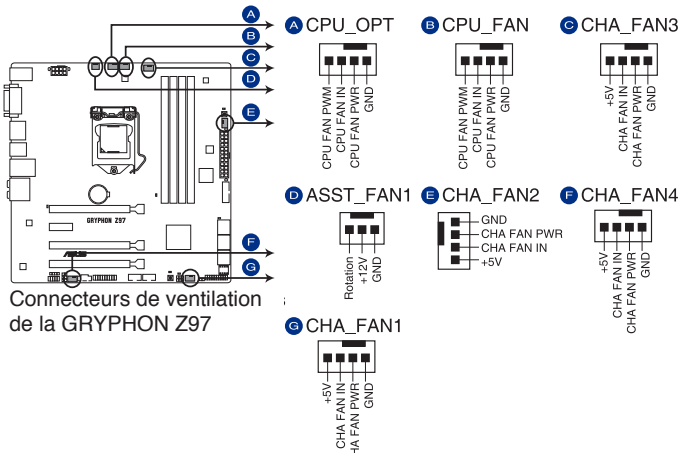 A
B
C
D
E
F
G
GRYPHON Z97
/ISUS
Connecteurs de ventilation
de la GRYPHON Z97
A CPU_OPT
CPU FAN PWM
CPU FAN IN
CPU FAN PWR
GND
B CPU_FAN
CPU FAN PWM
CPU FAN IN
CPU FAN PWR
GND
C CHA_FAN3
+5V
CHA FAN IN
CHA FAN PWR
GND
D ASST_FAN1
Rotation
+12V
GND
E CHA_FAN2
GND
CHA FAN PWR
CHA FAN IN
+5V
F CHA_FAN4
+5V
CHA FAN IN
CHA FAN PWR
GND
G CHA_FAN1
+5V
CHA FAN IN
HA FAN PWR
GND